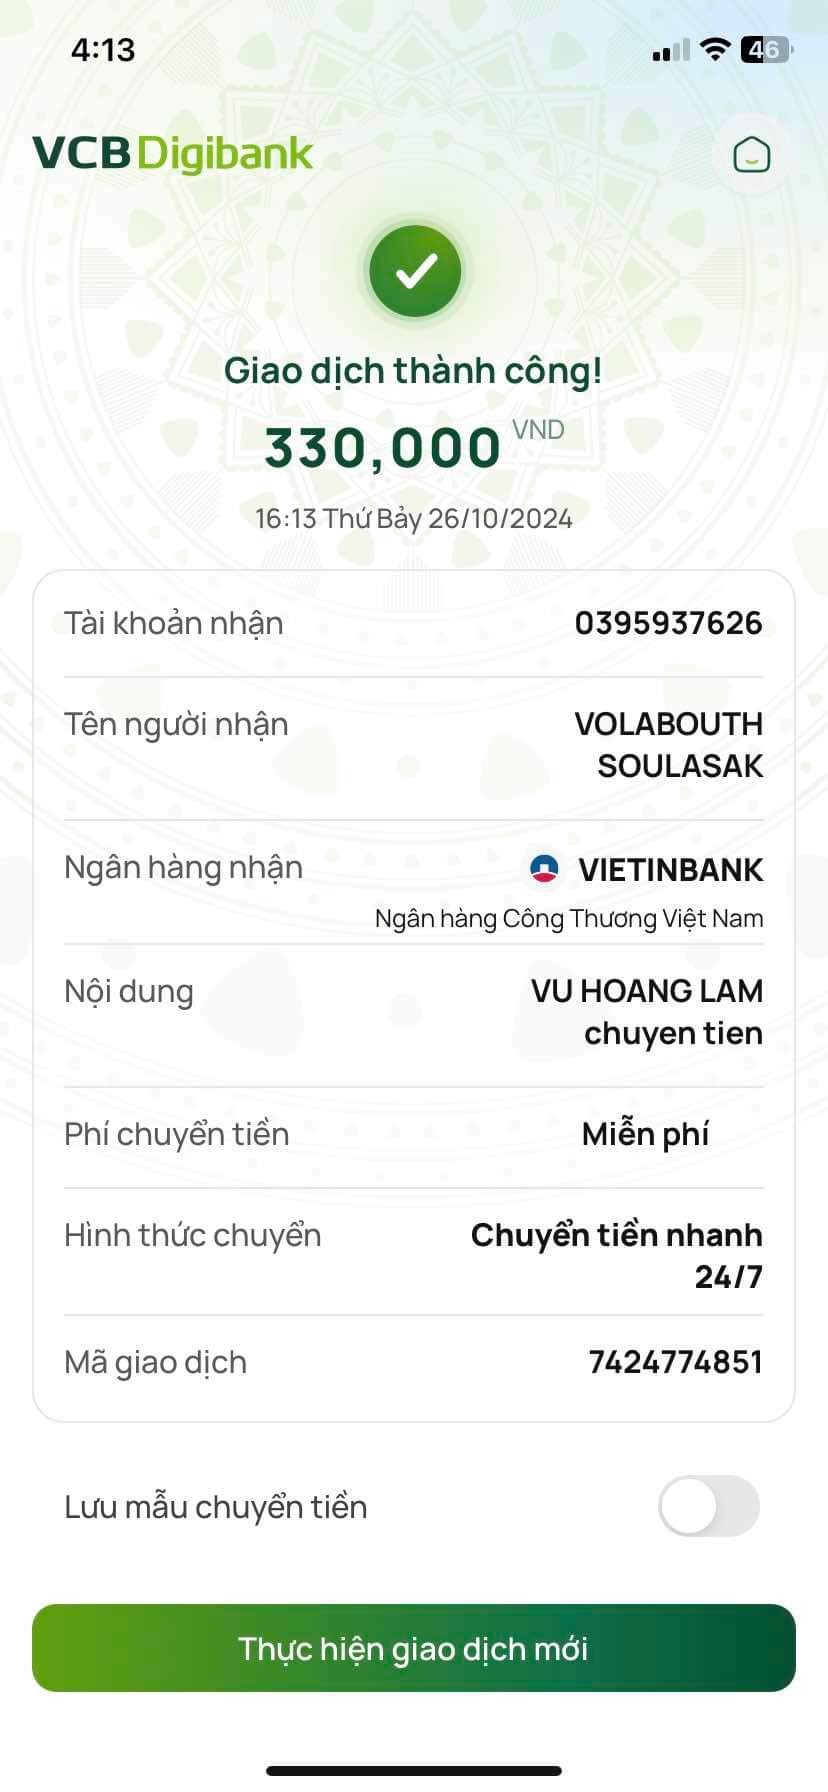 4:13
46
VCB Digibank
Giao dịch thành công!
330,000 VND
16:13 Thứ Bảy 26/10/2024
Tài khoản nhận 0395937626
Tên người nhận VOLABOUTH
SOULASAK
Ngân hàng nhận VIETINBANK
Ngân hàng Công Thương Việt Nam
Nội dung VU HOANG LAM
chuyen tien
Phí chuyển tiền Miễn phí
Hình thức chuyển Chuyển tiền nhanh
24/7
Mã giao dịch 7424774851
Lưu mẫu chuyển tiền
Thực hiện giao dịch mới